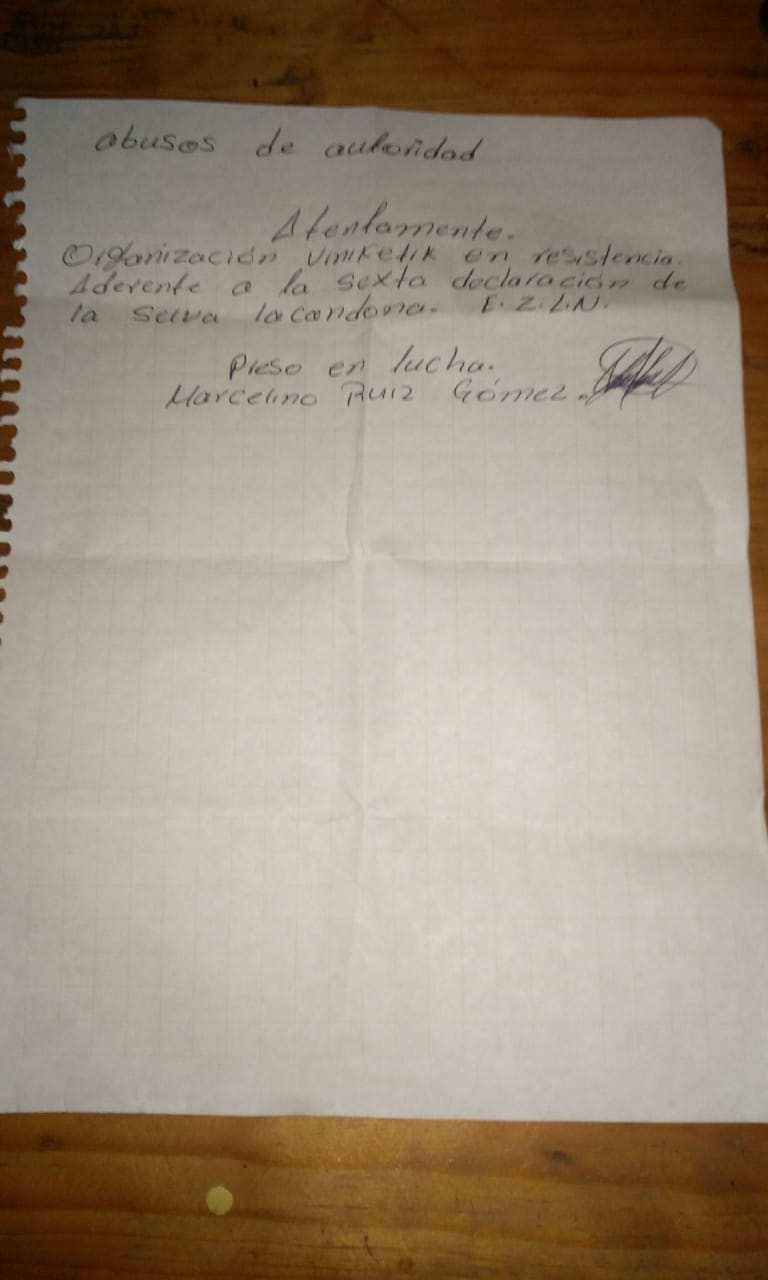 abusos de autoridad
Atentamente.
Organización Viniketik en resistencia.
Aderente a la sexta declaración de
la Selva lacandona. E.Z.L.N.
Preso en lucha.
Marcelino Ruiz Gómez.